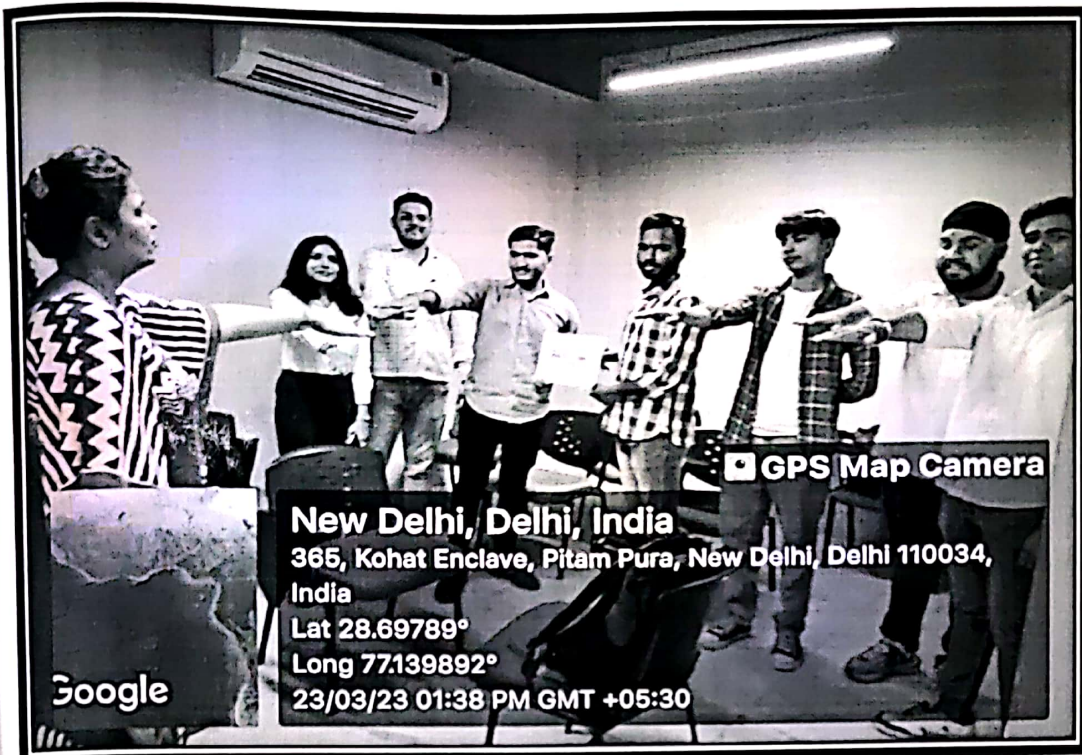 GPS Map Camera
New Delhi, Delhi, India
365, Kohat Enclave, Pitam Pura, New Delhi, Delhi 110034,
India
Lat 28.69789°
Long 77.139892°
23/03/23 01:38 PM GMT +05:30
Google